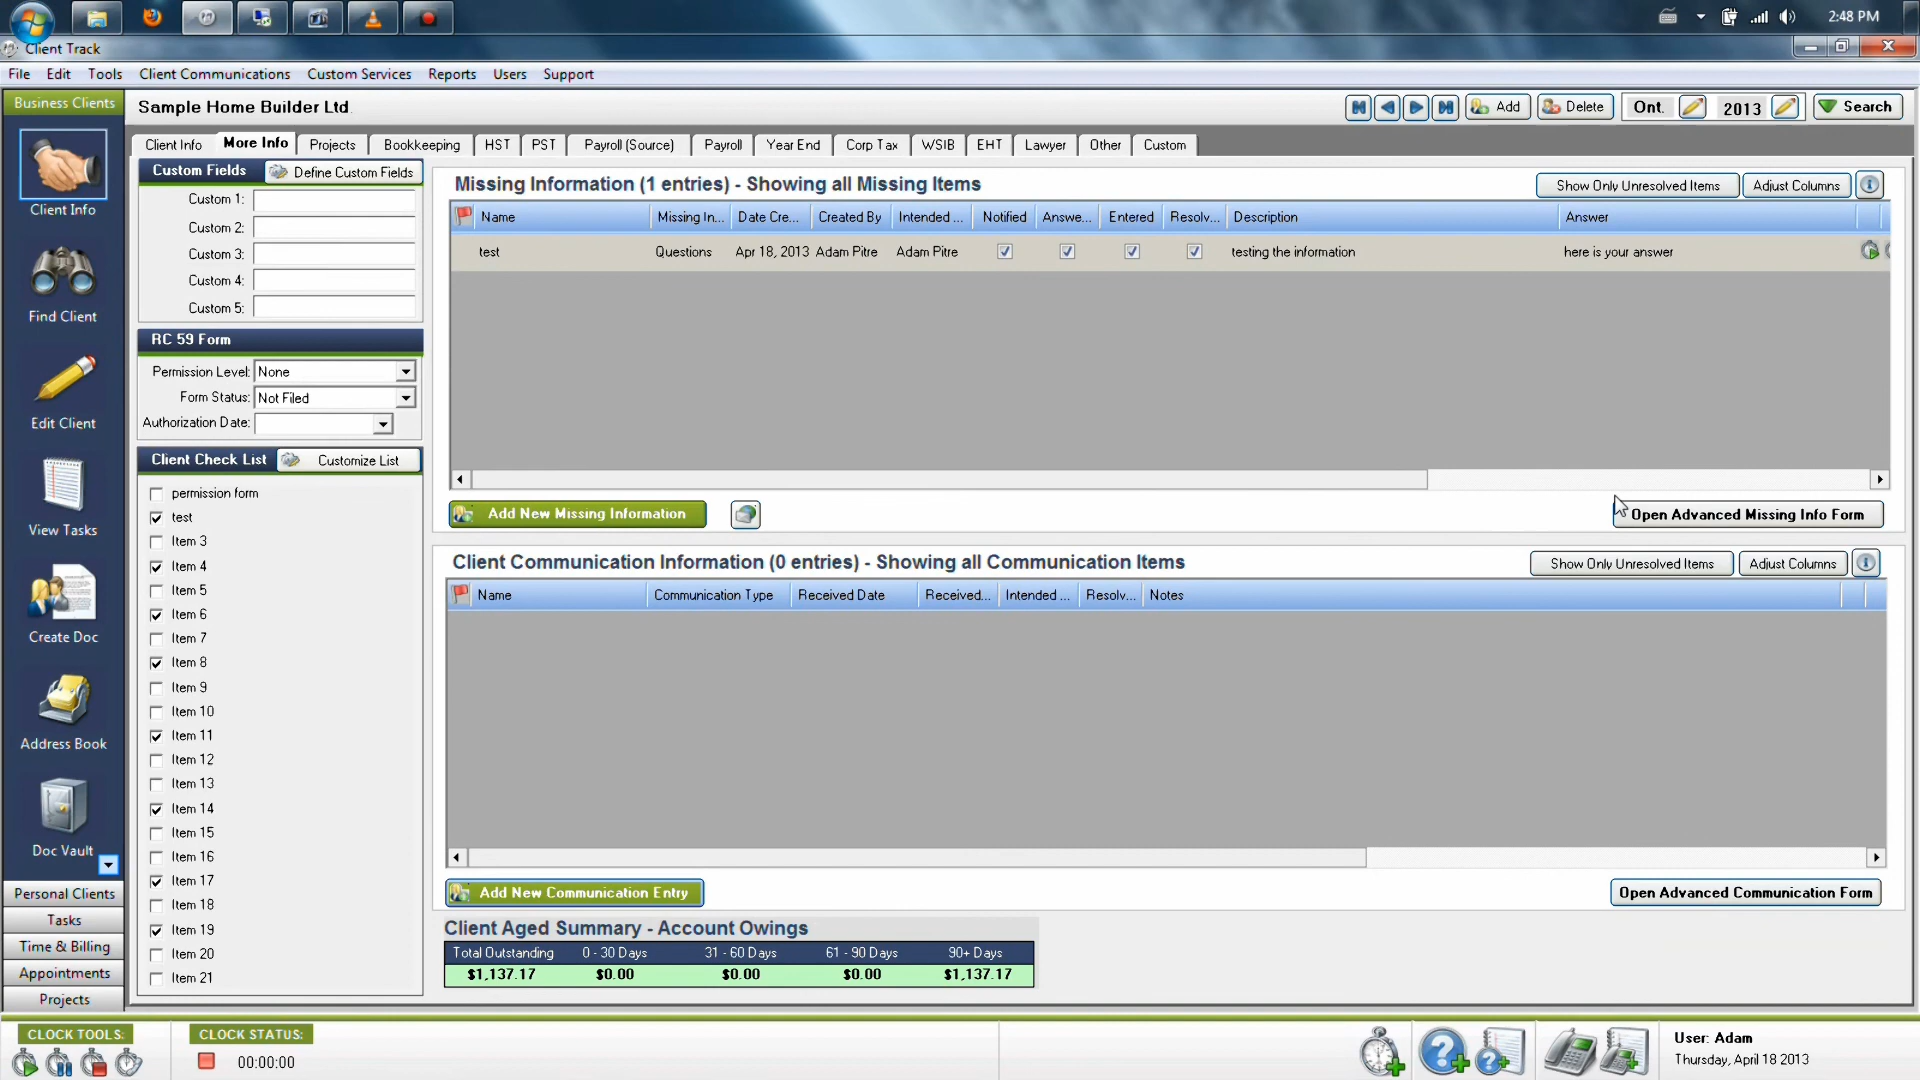 2:48 PM
Client Track
File Edit Tools Client Communications Custom Services Reports Users Support
Business Clients
Sample Home Builder Ltd.
Add Delete Ont. 2013 Search
Client Info More Info Projects Bookkeeping HST PST Payroll (Source) Payroll Year End Corp Tax WSIB EHT Lawyer Other Custom
Client Info
Find Client
Edit Client
View Tasks
Create Doc
Address Book
Doc Vault
Personal Clients
Tasks
Time & Billing
Appointments
Projects
Custom Fields Define Custom Fields
Custom 1:
Custom 2:
Custom 3:
Custom 4:
Custom 5:
RC 59 Form
Permission Level: None
Form Status: Not Filed
Authorization Date:
Client Check List Customize List
permission form
test
Item 3
Item 4
Item 5
Item 6
Item 7
Item 8
Item 9
Item 10
Item 11
Item 12
Item 13
Item 14
Item 15
Item 16
Item 17
Item 18
Item 19
Item 20
Item 21
Missing Information (1 entries) - Showing all Missing Items
Show Only Unresolved Items Adjust Columns
Name Missing In... Date Cre... Created By Intended ... Notified Answe... Entered Resolv... Description Answer
test Questions Apr 18, 2013 Adam Pitre Adam Pitre testing the information here is your answer
Add New Missing Information
Open Advanced Missing Info Form
Client Communication Information (0 entries) - Showing all Communication Items
Show Only Unresolved Items Adjust Columns
Name Communication Type Received Date Received... Intended ... Resolv... Notes
Add New Communication Entry
Open Advanced Communication Form
Client Aged Summary - Account Owings
Total Outstanding 0 - 30 Days 31 - 60 Days 61 - 90 Days 90+ Days
$1,137.17 $0.00 $0.00 $0.00 $1,137.17
CLOCK TOOLS: CLOCK STATUS:
00:00:00
User: Adam
Thursday, April 18 2013